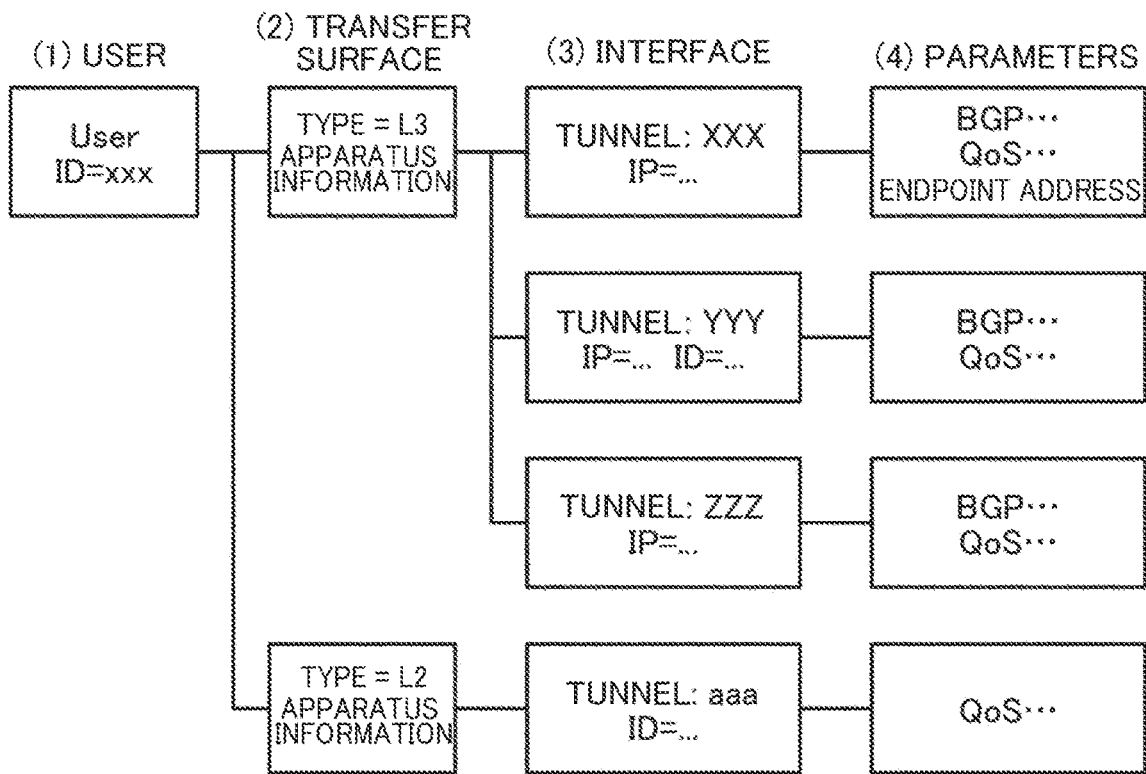 (1) USER
(2) TRANSFER
SURFACE
(3) INTERFACE
(4) PARAMETERS
User
ID=xxx
TYPE = L3
APPARATUS
INFORMATION
TUNNEL: XXX
IP=...
BGP···
QoS···
ENDPOINT ADDRESS
TUNNEL: YYY
IP=... ID=...
BGP···
QoS···
TUNNEL: ZZZ
IP=...
BGP···
QoS···
TYPE = L2
APPARATUS
INFORMATION
TUNNEL: aaa
ID=...
QoS···